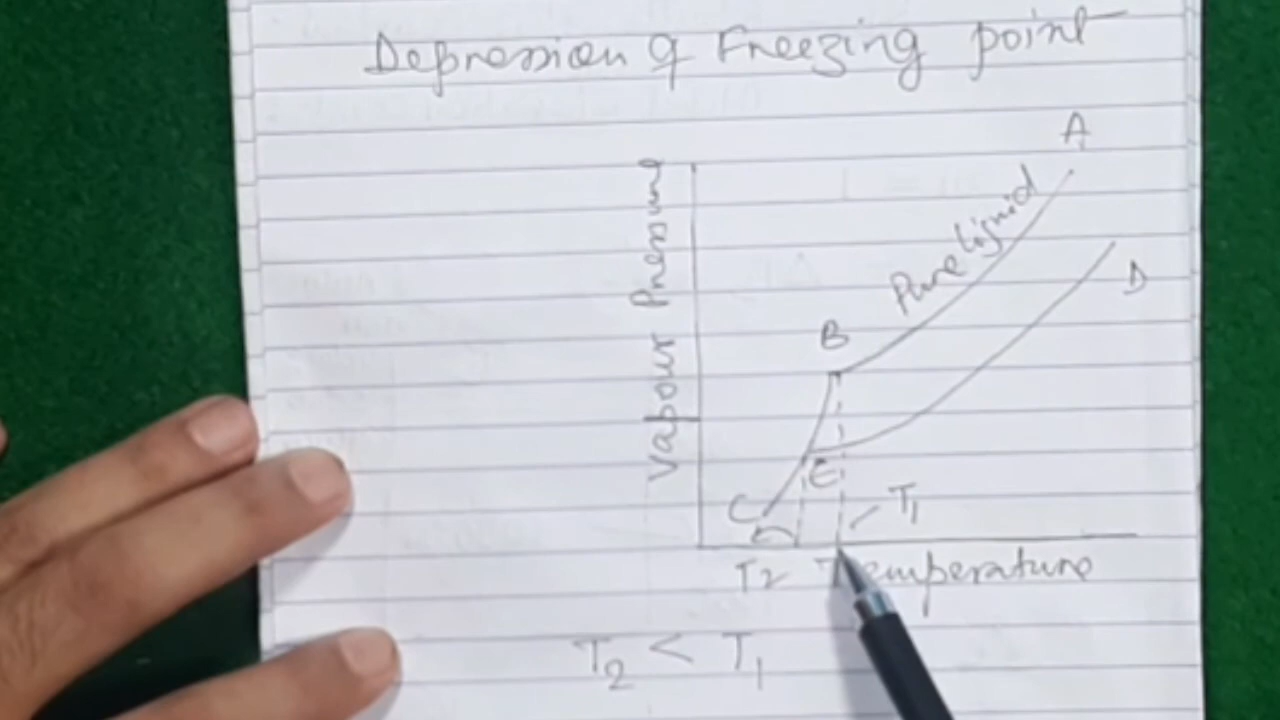 Depression of Freezing point
A
Pure liquid
D
Vapour Pressure
B
E
C
T1
T2
Temperature
T2 < T1